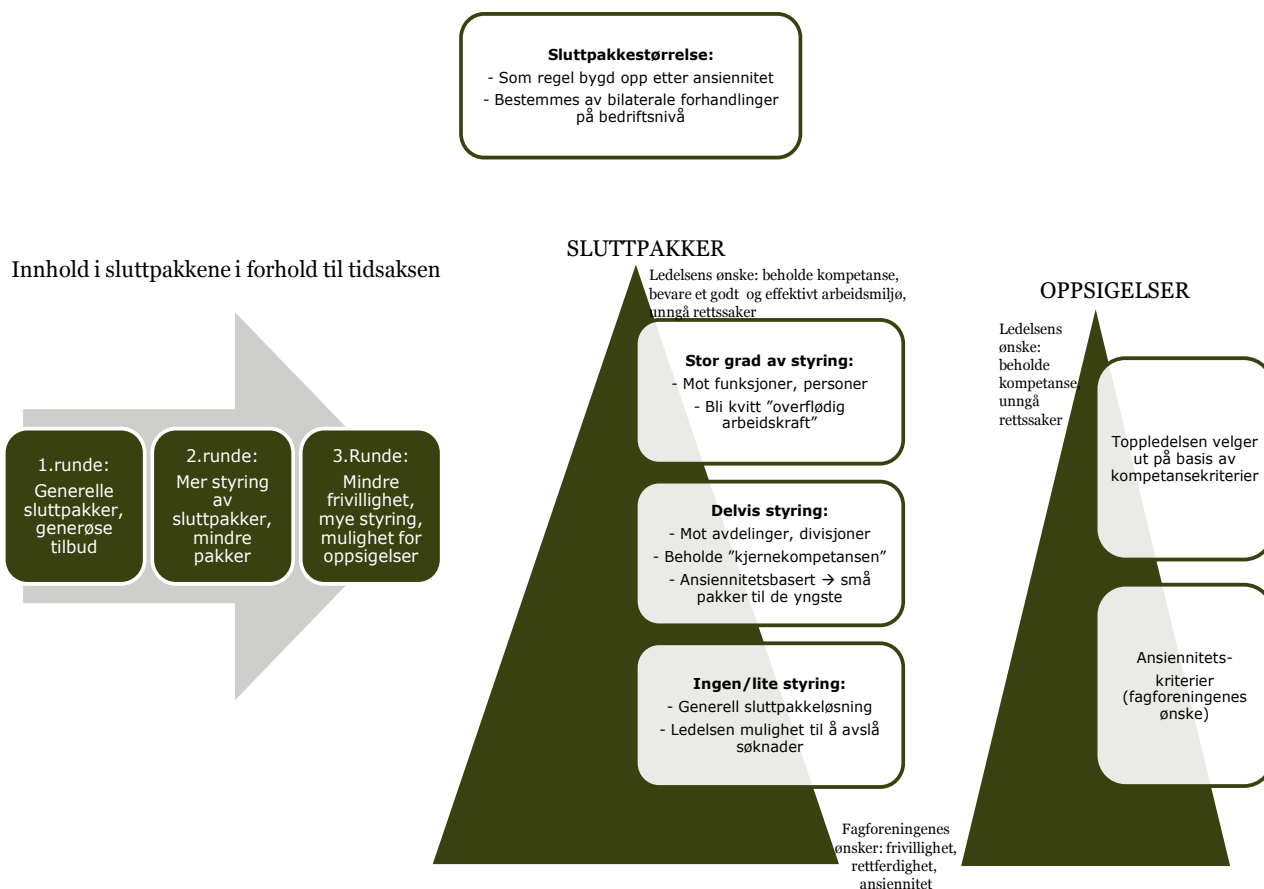 Sluttpakkestørrelse:
- Som regel bygd opp etter ansiennitet
- Bestemmes av bilaterale forhandlinger
på bedriftsnivå
Innhold i sluttpakkene i forhold til tidsaksen
1.runde:
Generelle
sluttpakker,
generøse
tilbud
2.runde:
Mer styring
av
sluttpakker,
mindre
pakker
3.Runde:
Mindre
frivillighet,
mye styring,
mulighet for
oppsigelser
SLUTTPAKKER
Ledelsens ønske: beholde kompetanse,
bevare et godt og effektivt arbeidsmiljø,
unngå rettssaker
Stor grad av styring:
- Mot funksjoner, personer
- Bli kvitt ”overflødig
arbeidskraft”
Delvis styring:
- Mot avdelinger, divisjoner
- Beholde ”kjernekompetansen”
- Ansiennitetsbasert → små
pakker til de yngste
Ingen/lite styring:
- Generell sluttpakkeløsning
- Ledelsen mulighet til å avslå
søknader
Fagforeningenes
ønsker: frivillighet,
rettferdighet,
ansiennitet
OPPSIGELSER
Ledelsens
ønske:
beholde
kompetanse,
unngå
rettssaker
Toppledelsen velger
ut på basis av
kompetansekriterier
Ansiennitets-
kriterier
(fagforeningenes
ønske)